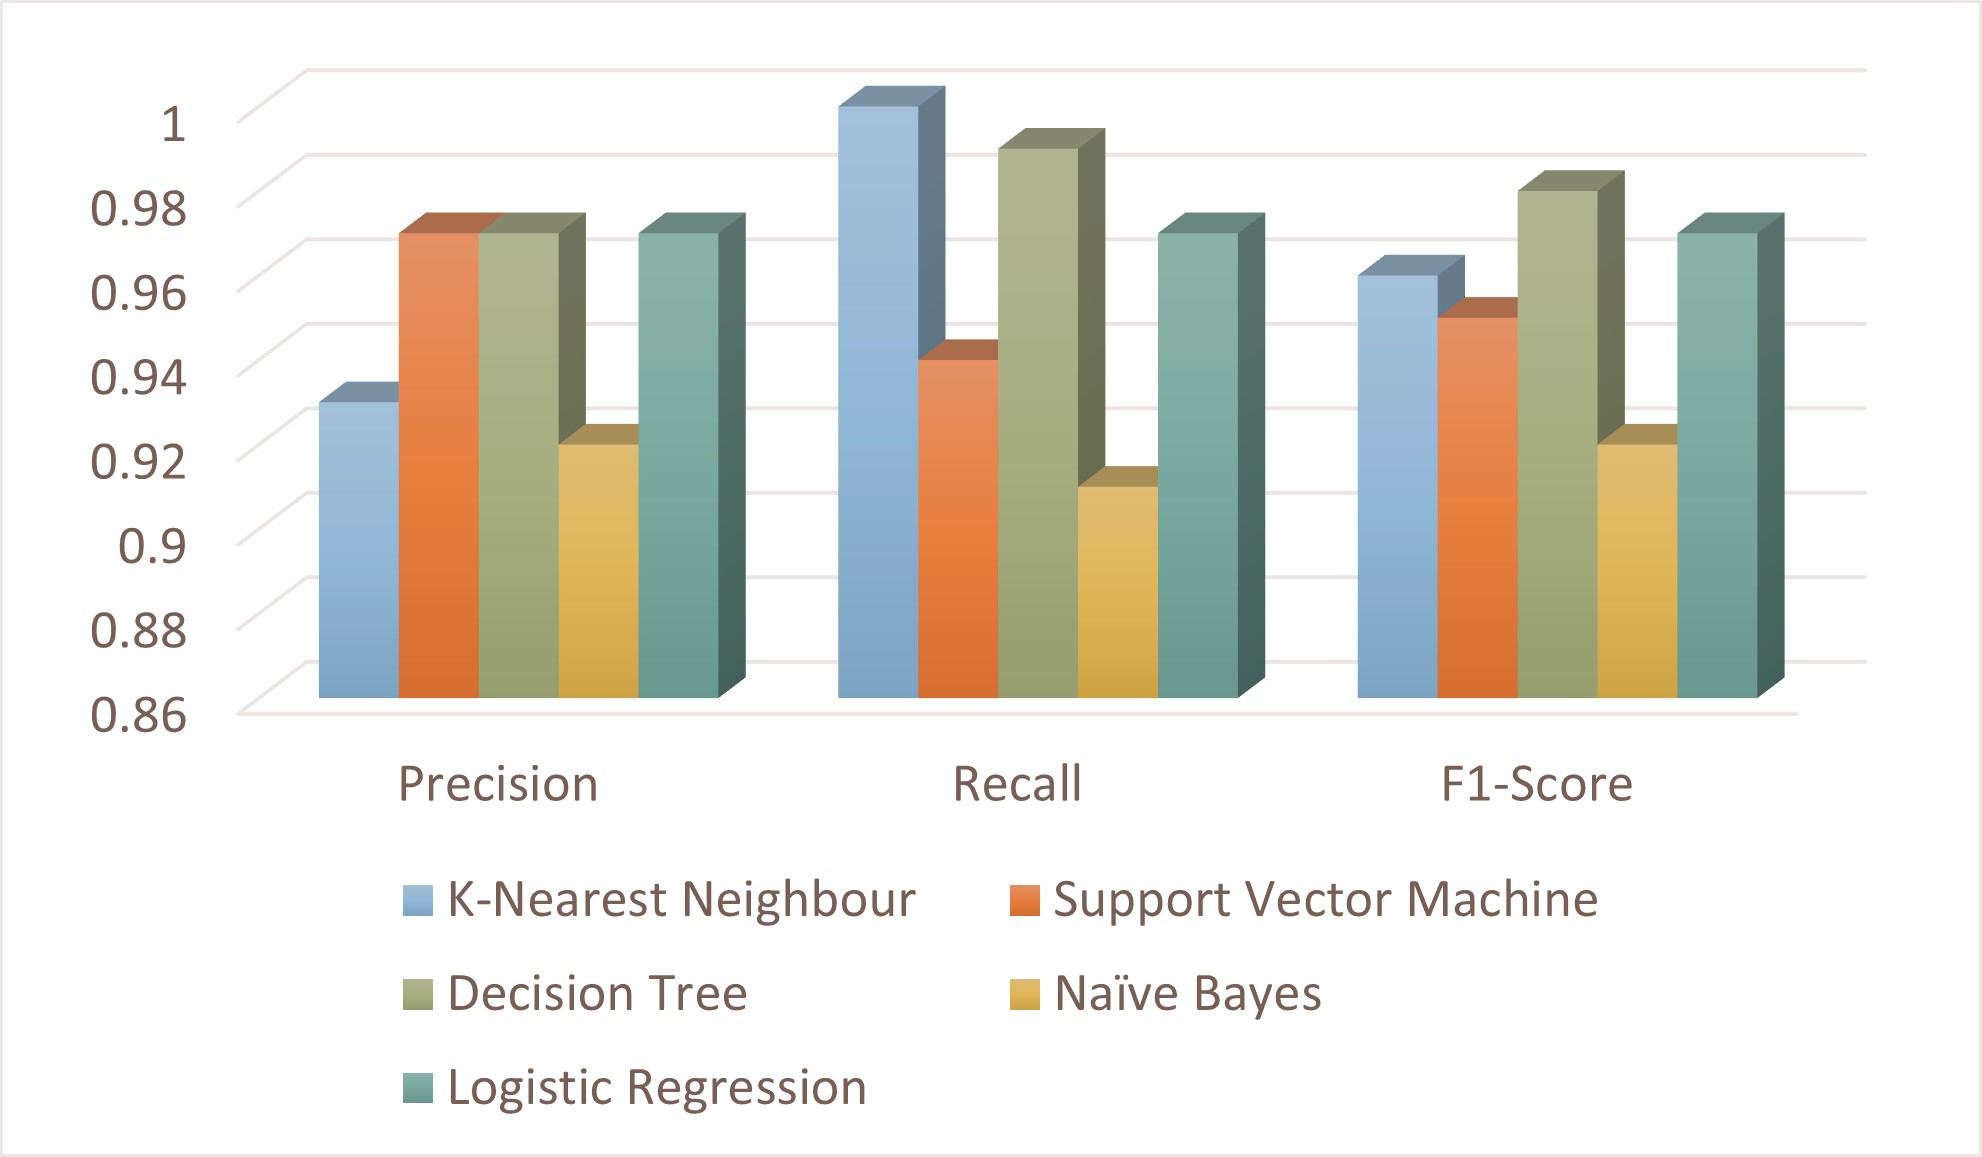 1
0.98
0.96
0.94
0.92
0.9
0.88
0.86
Precision Recall F1-Score
K-Nearest Neighbour Support Vector Machine
Decision Tree Naïve Bayes
Logistic Regression